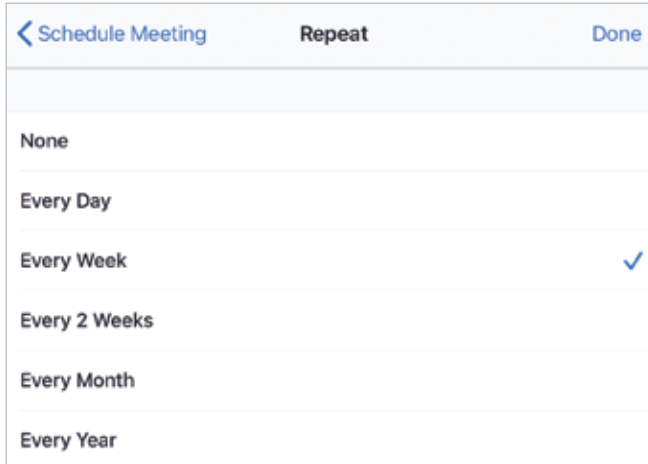 Schedule Meeting Repeat Done
None
Every Day
Every Week
Every 2 Weeks
Every Month
Every Year